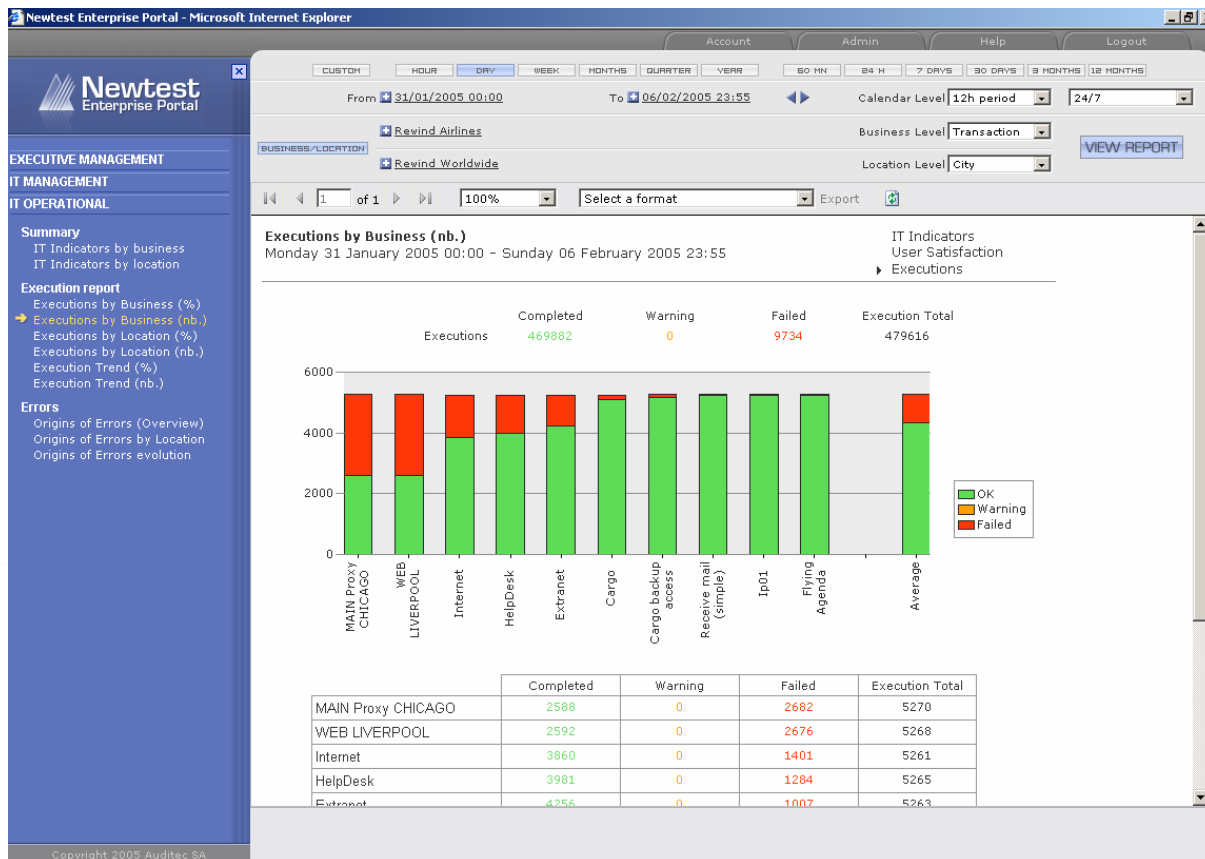 Newtest Enterprise Portal - Microsoft Internet Explorer
Account Admin Help Logout
Newtest
Enterprise Portal
EXECUTIVE MANAGEMENT
IT MANAGEMENT
IT OPERATIONAL
Summary
IT Indicators by business
IT Indicators by location
Execution report
Executions by Business (%)
Executions by Business (nb.)
Executions by Location (%)
Executions by Location (nb.)
Execution Trend (%)
Execution Trend (nb.)
Errors
Origins of Errors (Overview)
Origins of Errors by Location
Origins of Errors evolution
Copyright 2005 Auditec SA
CUSTOM HOUR DAY WEEK MONTHS QUARTER YEAR 60 MN 24 H 7 DAYS 30 DAYS 3 MONTHS 12 MONTHS
From 31/01/2005 00:00 To 06/02/2005 23:55 Calendar Level 12h period 24/7
Rewind Airlines Business Level Transaction
BUSINESS/LOCATION VIEW REPORT
Rewind Worldwide Location Level City
1 of 1 100% Select a format Export
Executions by Business (nb.)
Monday 31 January 2005 00:00 - Sunday 06 February 2005 23:55
IT Indicators
User Satisfaction
Executions
Completed Warning Failed Execution Total
Executions 469882 0 9734 479616
6000
4000
2000
0
MAIN Proxy CHICAGO
WEB LIVERPOOL
Internet
HelpDesk
Extranet
Cargo
Cargo backup access
Receive mail (simple)
Ip01
Flying Agenda
Average
OK
Warning
Failed
Completed Warning Failed Execution Total
MAIN Proxy CHICAGO 2588 0 2682 5270
WEB LIVERPOOL 2592 0 2676 5268
Internet 3860 0 1401 5261
HelpDesk 3981 0 1284 5265
Extranet 4256 0 1007 5263